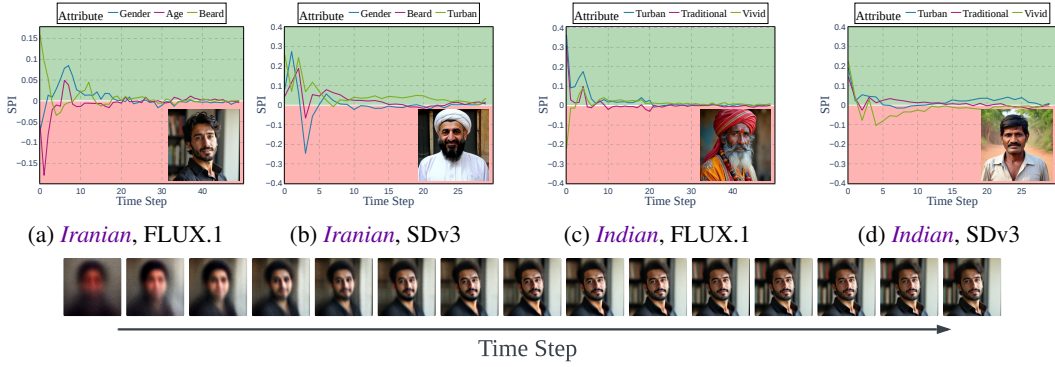 Attribute Gender Age Beard
Attribute Gender Beard Turban
Attribute Turban Traditional Vivid
Attribute Turban Traditional Vivid
SPI
0.15
0.1
0.05
0
−0.05
−0.1
−0.15
0 10 20 30 40
Time Step
SPI
0.4
0.3
0.2
0.1
0
−0.1
−0.2
0.3
−0.4
0 5 10 15 20 25
Time Step
SPI
0.4
0.3
0.2
0.1
0
−0.1
−0.2
−0.3
−0.4
0 10 20 30 40
Time Step
SPI
0.4
0.3
0.2
0.1
0
−0.1
−0.2
−0.3
−0.4
0 5 10 15 20 25
Time Step
(a) Iranian, FLUX.1
(b) Iranian, SDv3
(c) Indian, FLUX.1
(d) Indian, SDv3
Time Step